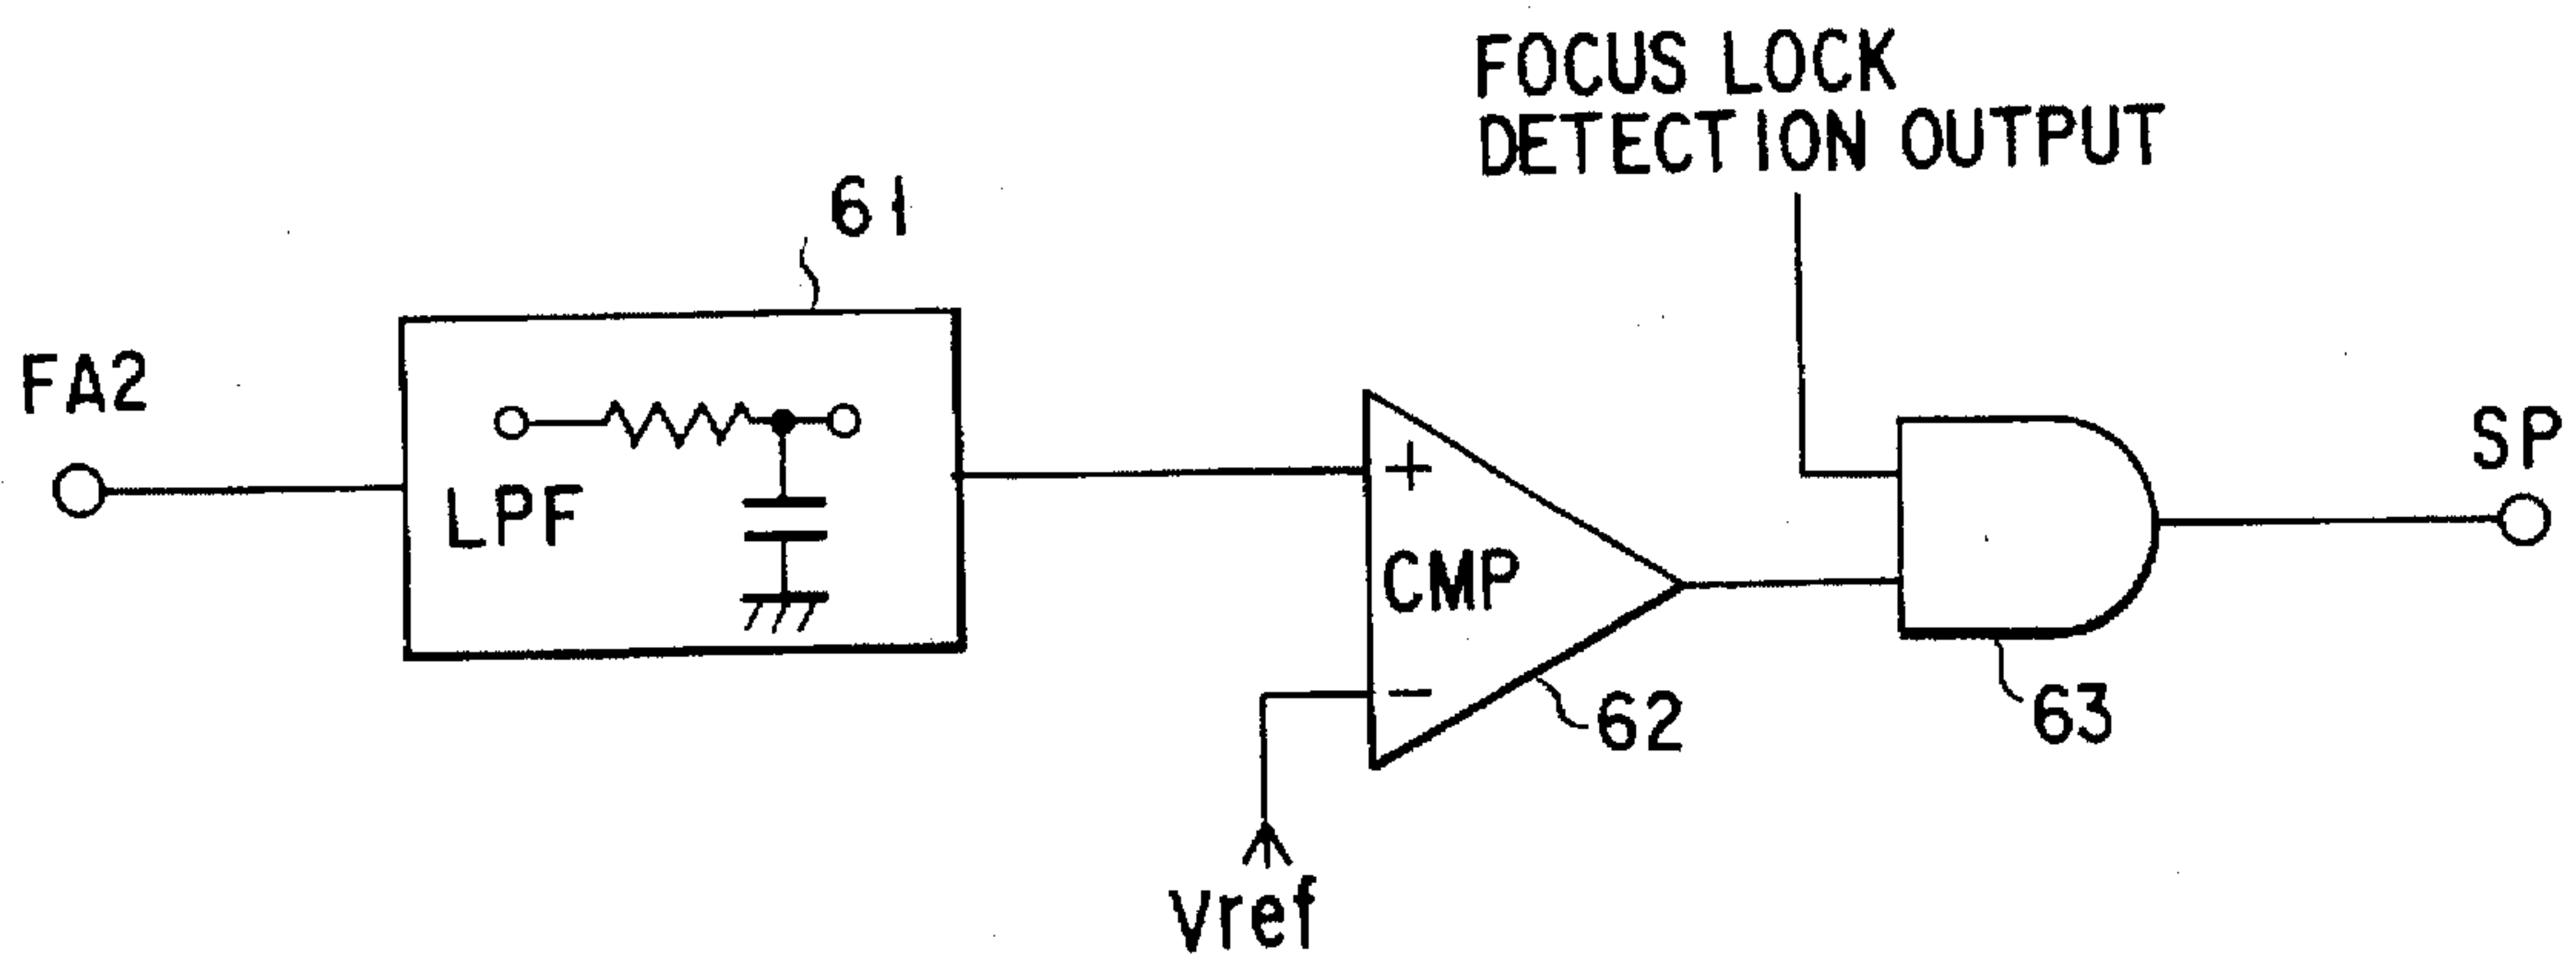 FOCUS LOCK
DETECTION OUTPUT
61
FA2
LPF
+
CMP
−
SP
62
63
Vref